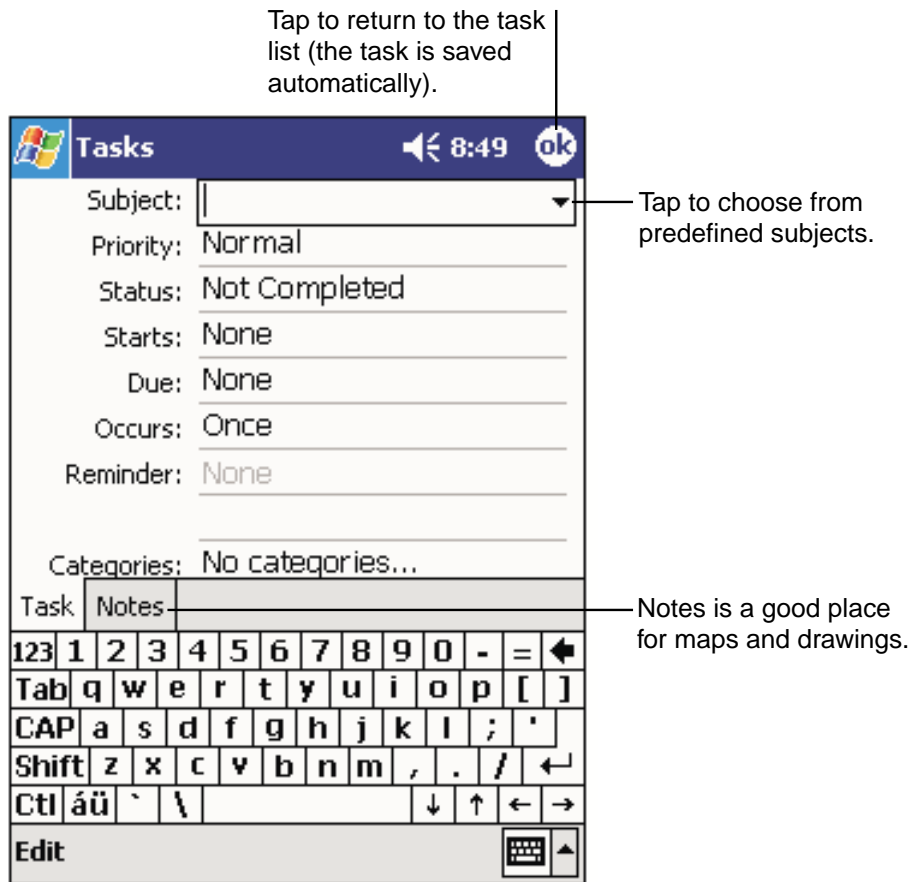 Tap to return to the task
list (the task is saved
automatically).
Tasks 8:49 ok
Subject:
Tap to choose from
predefined subjects.
Priority: Normal
Status: Not Completed
Starts: None
Due: None
Occurs: Once
Reminder: None
Categories: No categories...
Task Notes
Notes is a good place
for maps and drawings.
123 1 2 3 4 5 6 7 8 9 0 - = 🡄
Tab q w e r t y u i o p [ ]
CAP a s d f g h j k l ; '
Shift z x c v b n m , . / ↵
Ctl áü ` \ ↓ ↑ ← →
Edit